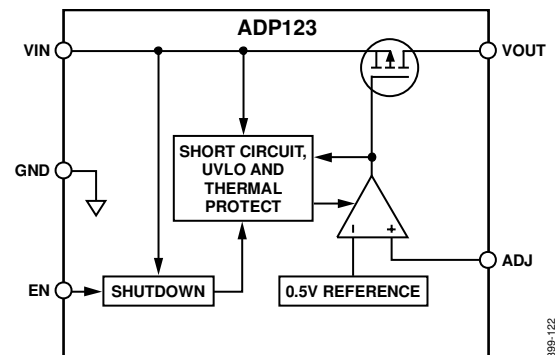 ADP123
VIN
VOUT
SHORT CIRCUIT,
UVLO AND
THERMAL
PROTECT
GND
- +
ADJ
EN
SHUTDOWN
0.5V REFERENCE